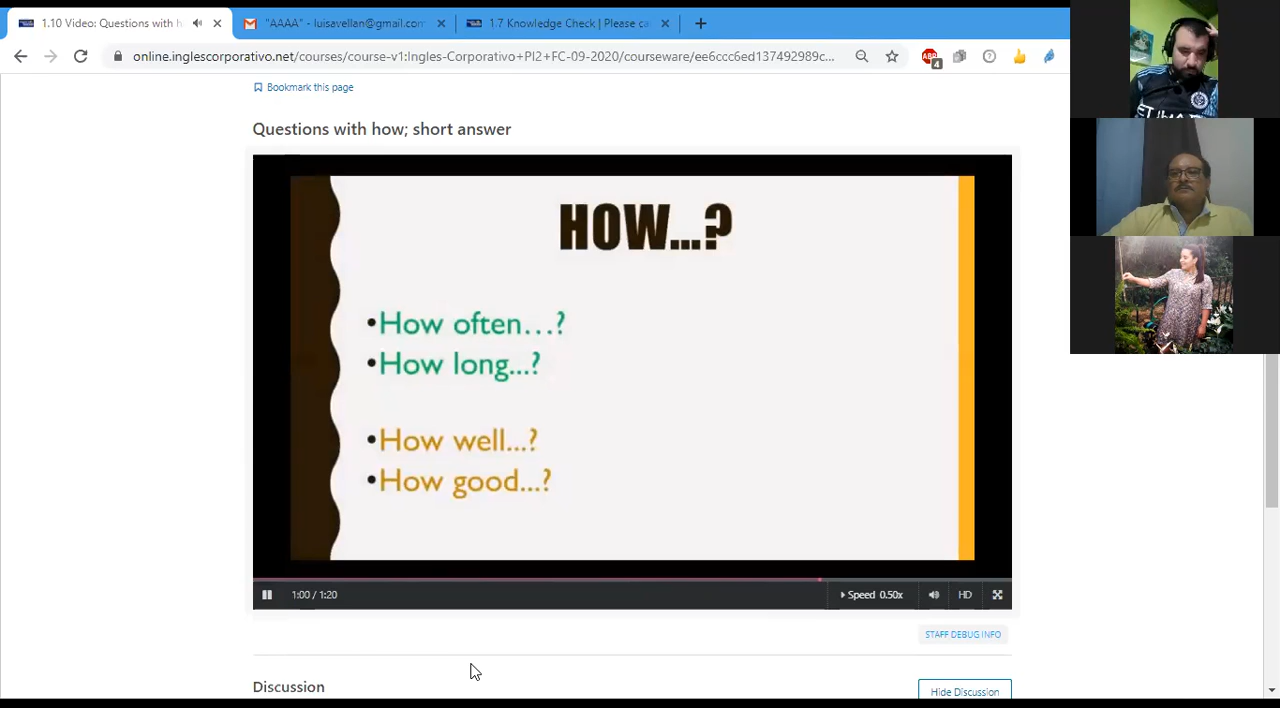 1.10 Video: Questions with h
"AAAA" - luisavellan@gmail.com
1.7 Knowledge Check | Please ca
online.inglescorporativo.net/courses/course-v1:Ingles-Corporativo+PI2+FC-09-2020/courseware/ee6ccc6ed137492989c...
4
Bookmark this page
Questions with how; short answer
HOW...?
•How often...?
•How long...?
•How well...?
•How good...?
1:00 / 1:20
Speed 0.50x
HD
STAFF DEBUG INFO
Discussion
Hide Discussion